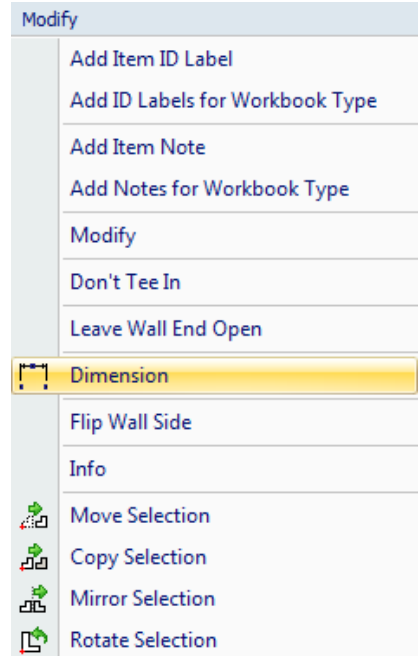 Modify
Add Item ID Label
Add ID Labels for Workbook Type
Add Item Note
Add Notes for Workbook Type
Modify
Don't Tee In
Leave Wall End Open
Dimension
Flip Wall Side
Info
Move Selection
Copy Selection
Mirror Selection
Rotate Selection